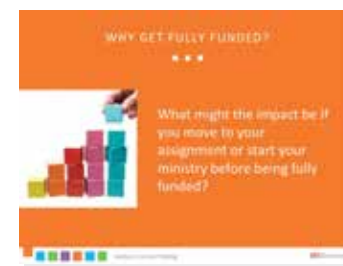 WHY GET FULLY FUNDED?
What might the impact be if
you move to your
assignment or start your
ministry before being fully
funded?